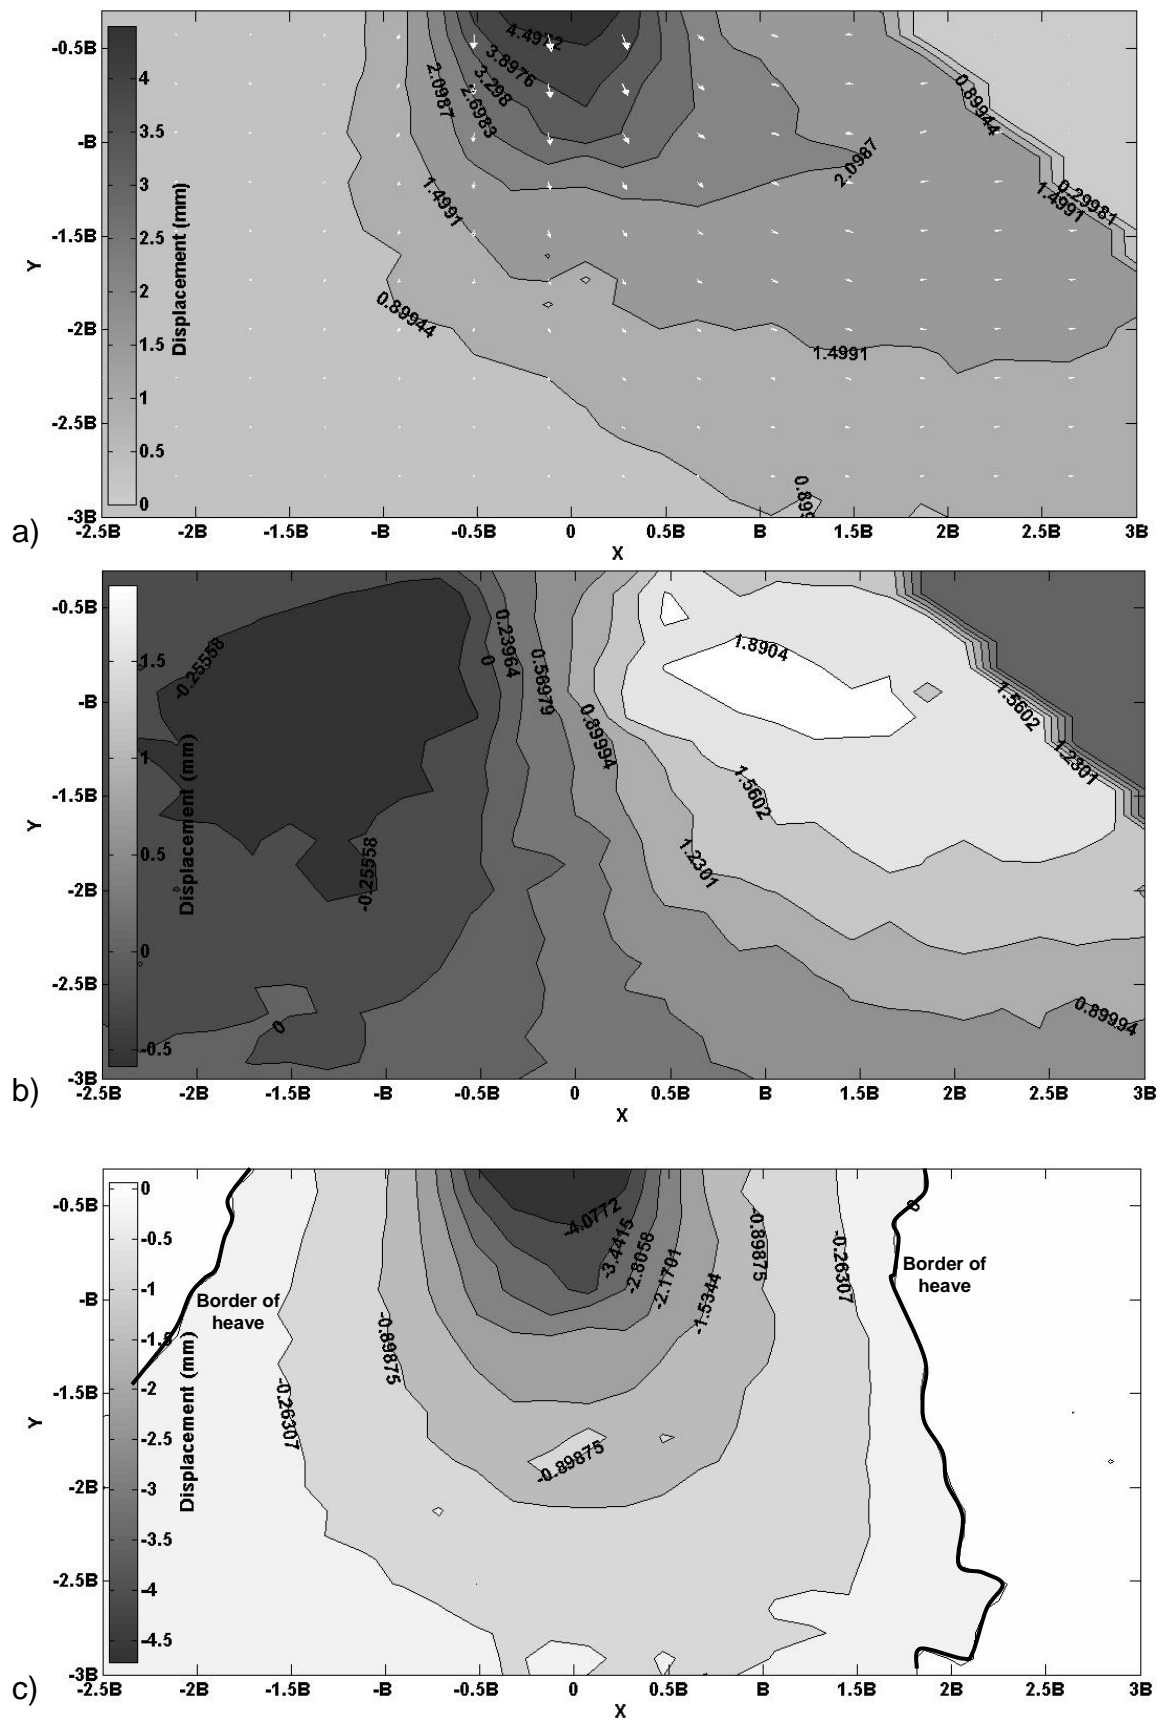 -0.5B
-B
-1.5B
-2B
-2.5B
-3B
Y
4
3.5
3
2.5
2
1.5
1
0.5
0
Displacement (mm)
4.4972
3.8976
3.298
2.6983
2.0987
2.0987
1.4991
0.89944
0.89944
0.29981
1.4991
1.4991
0.899
a)
-2.5B -2B -1.5B -B -0.5B 0 0.5B B 1.5B 2B 2.5B 3B
X
-0.5B
-B
-1.5B
-2B
-2.5B
-3B
Y
1.5
1
0.5
0
-0.5
Displacement (mm)
-0.25558
-0.25558
0
0.23964
0
0.56979
0.89994
1.8904
1.5602
1.2301
1.5602
1.2301
0.89994
b)
-2.5B -2B -1.5B -B -0.5B 0 0.5B B 1.5B 2B 2.5B 3B
X
-0.5B
-B
-1.5B
-2B
-2.5B
-3B
Y
0
-0.5
-1
-1.5
-2
-2.5
-3
-3.5
-4
-4.5
Displacement (mm)
Border of
heave
-0.26307
-0.89875
-4.0772
-3.4415
-2.8058
-2.1701
-1.5344
-0.89875
-0.26307
0
-0.89875
Border of
heave
c)
-2.5B -2B -1.5B -B -0.5B 0 0.5B B 1.5B 2B 2.5B 3B
X